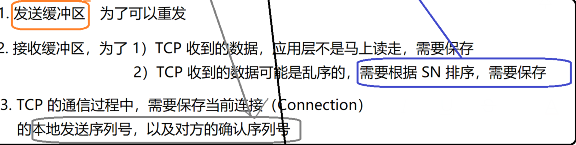 1. 发送缓冲区 为了可以重发
2. 接收缓冲区，为了 1）TCP 收到的数据，应用层不是马上读走，需要保存
2）TCP 收到的数据可能是乱序的，需要根据 SN 排序，需要保存
3. TCP 的通信过程中，需要保存当前连接（Connection）
的本地发送序列号，以及对方的确认序列号